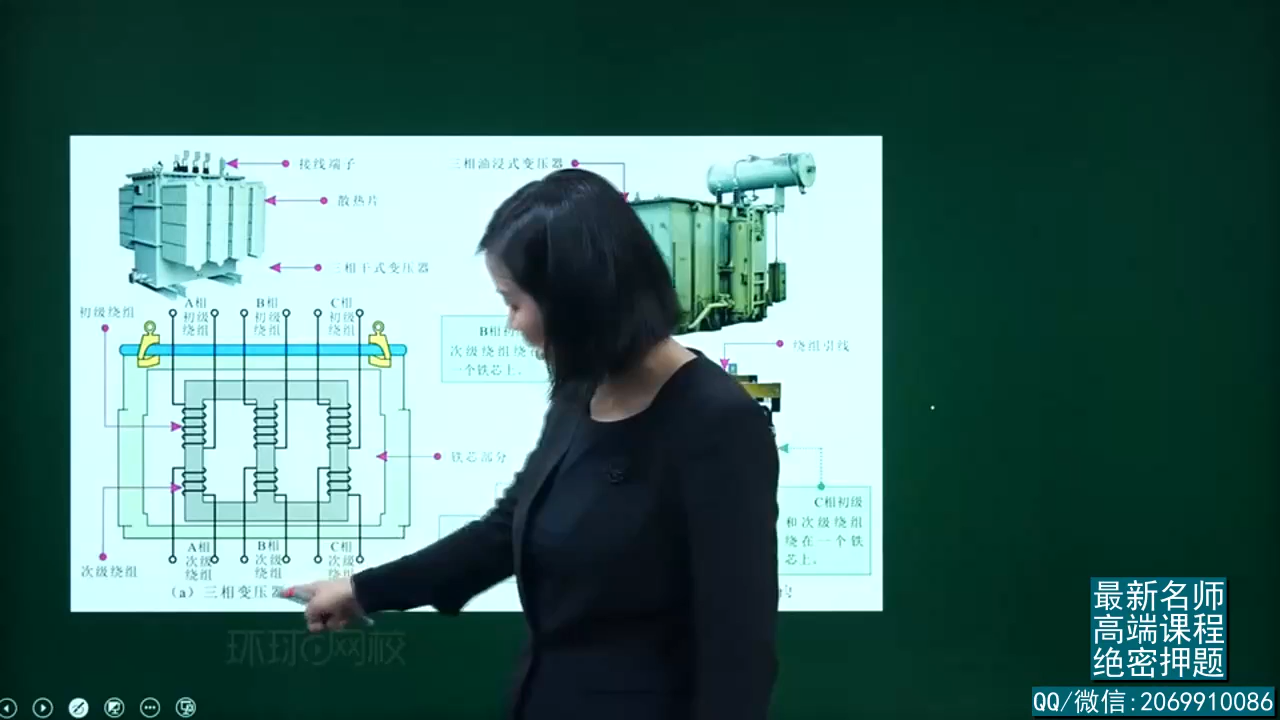 接线端子
三相油浸式变压器
散热片
三相干式变压器
初级绕组
A相
初级
绕组
B相
初级
绕组
C相
初级
绕组
B相初
次级绕组绕在
一个铁芯上。
绕组引线
铁芯部分
C相初级
和次级绕组
绕在一个铁
芯上。
次级绕组
A相
次级
绕组
B相
次级
绕组
C相
次级
绕组
(a)三相变压器
环球网校
最新名师
高端课程
绝密押题
QQ/微信:2069910086